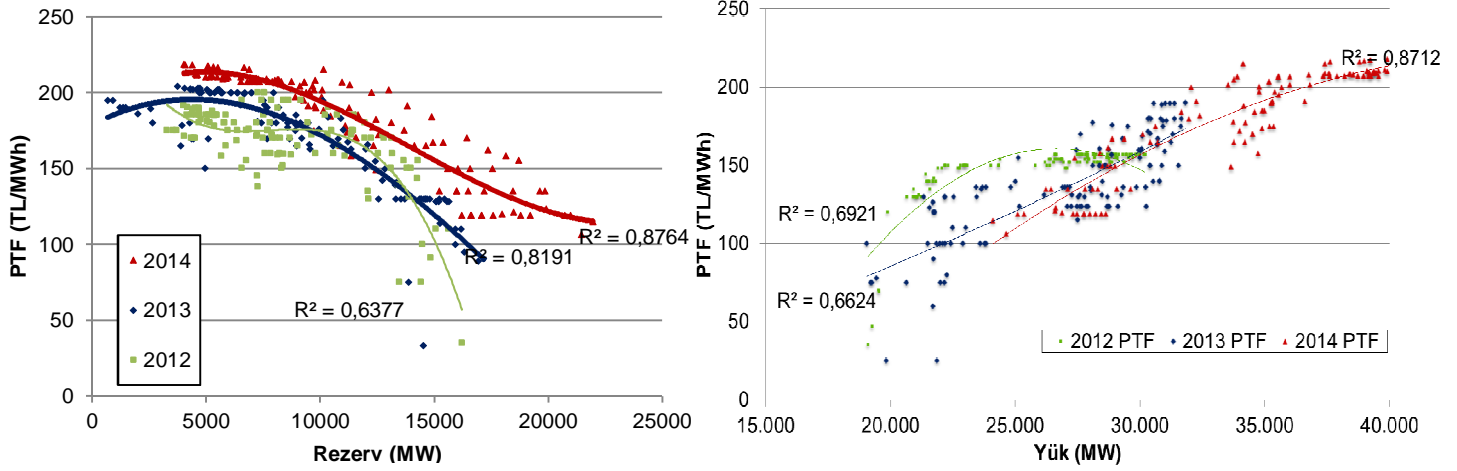 250
200
150
100
50
0
PTF (TL/MWh)
0 5000 10000 15000 20000 25000
Rezerv (MW)
2014
2013
2012
R² = 0,8764
R² = 0,8191
R² = 0,6377
250
200
150
100
50
0
PTF (TL/MWh)
15.000 20.000 25.000 30.000 35.000 40.000
Yük (MW)
R² = 0,8712
R² = 0,6921
R² = 0,6624
2012 PTF 2013 PTF 2014 PTF